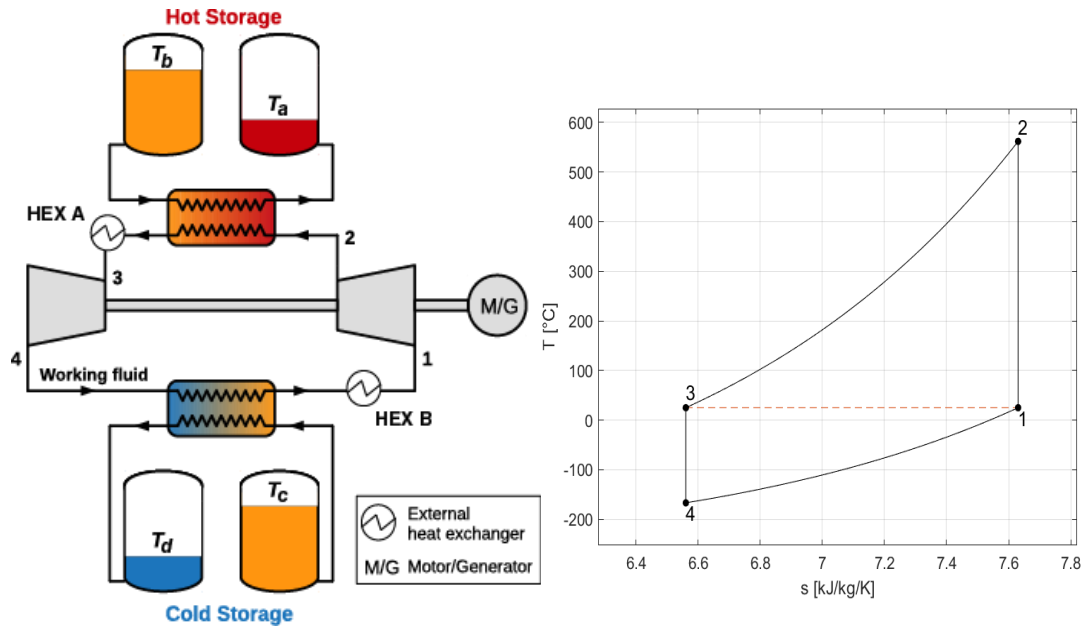 Hot Storage
Tb
Ta
HEX A
2
3
M/G
4
1
Working fluid
HEX B
Tc
Td
External
heat exchanger
M/G Motor/Generator
Cold Storage
600
500
400
300
200
100
0
-100
-200
T [°C]
2
3
1
4
6.4
6.6
6.8
7
7.2
7.4
7.6
7.8
s [kJ/kg/K]